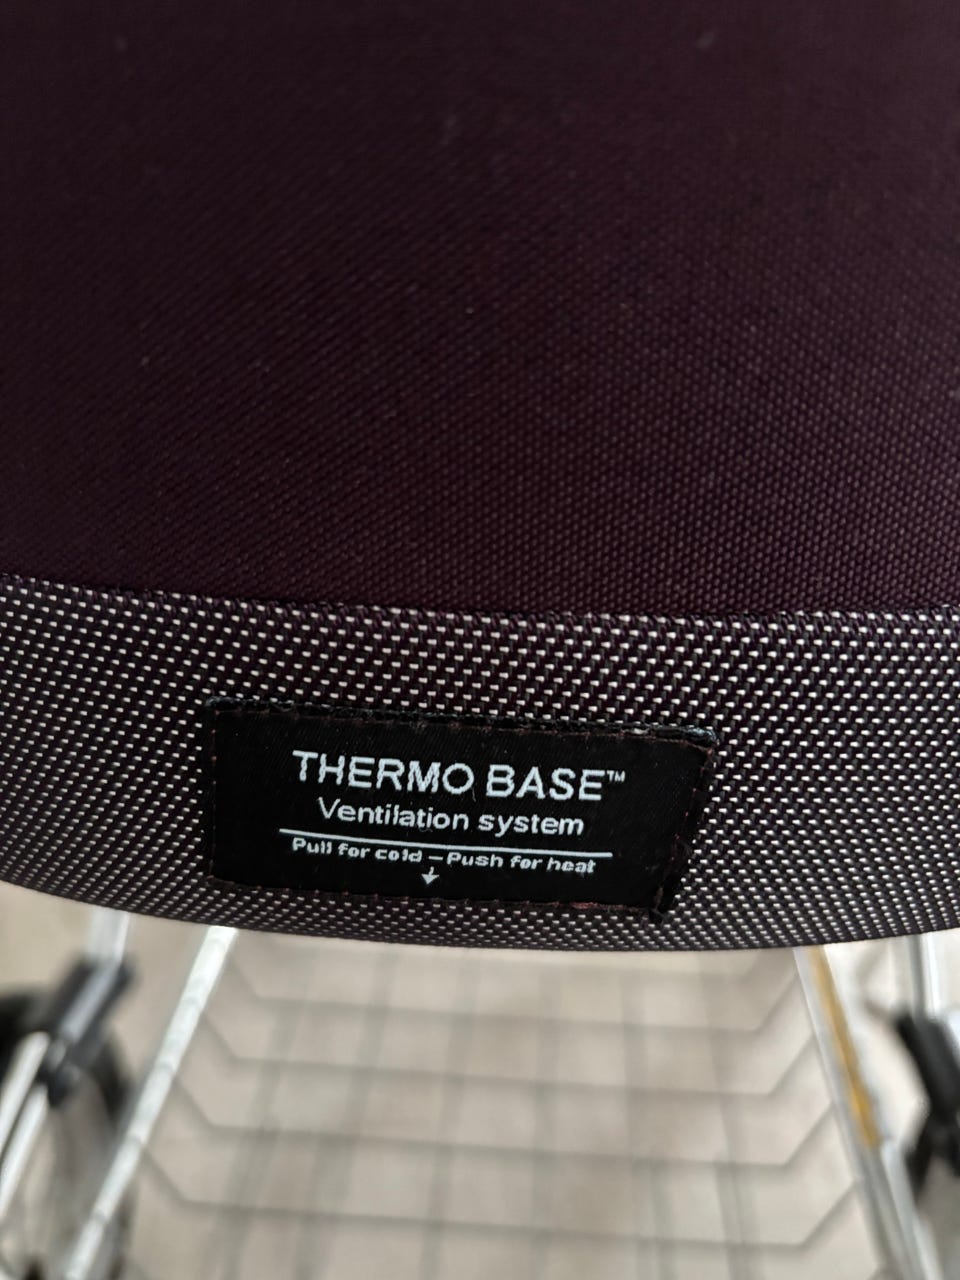 THERMO BASE™
Ventilation system
Pull for cold – Push for heat